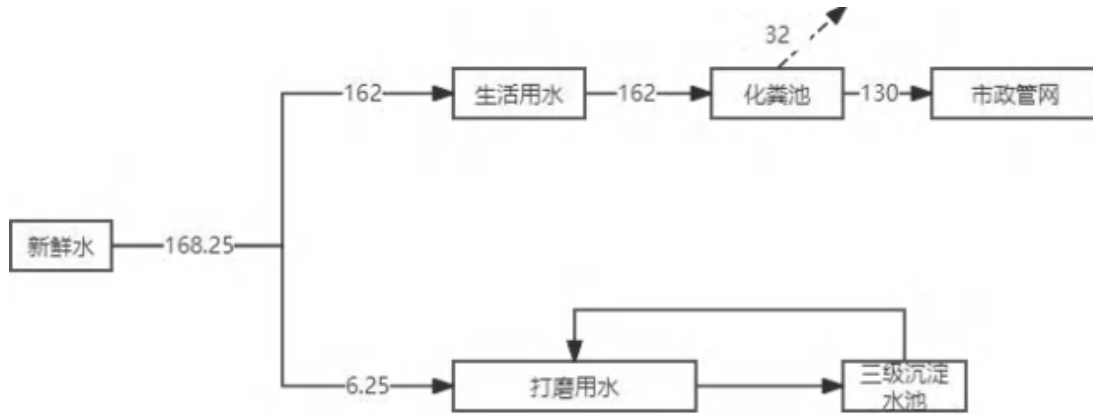 32
162
生活用水
162
化粪池
130
市政管网
新鲜水
168.25
6.25
打磨用水
三级沉淀
水池